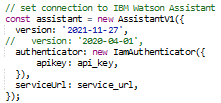 // set connection to IBM Watson Assistant
const assistant = new AssistantV1({
  version: '2021-11-27',
//  version: '2020-04-01',
  authenticator: new IamAuthenticator({
    apikey: api_key,
  }),
  serviceUrl: service_url,
});